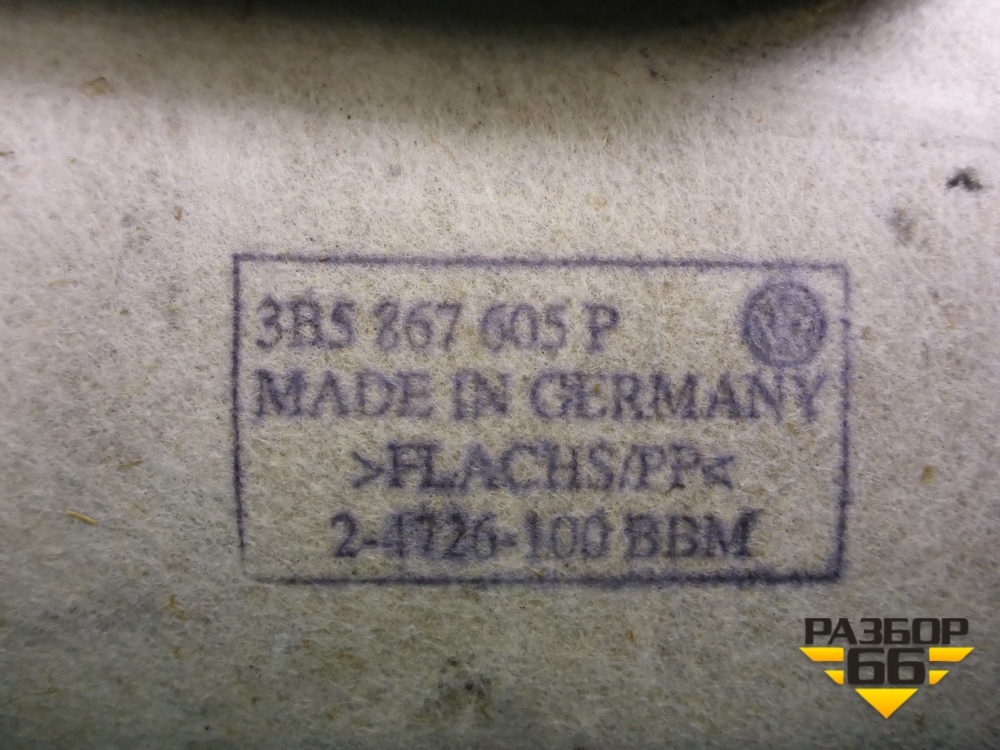 3B5 867 605 P
MADE IN GERMANY
>FLACHS/PP<
2-4726-100 BBM
РАЗБОР
66